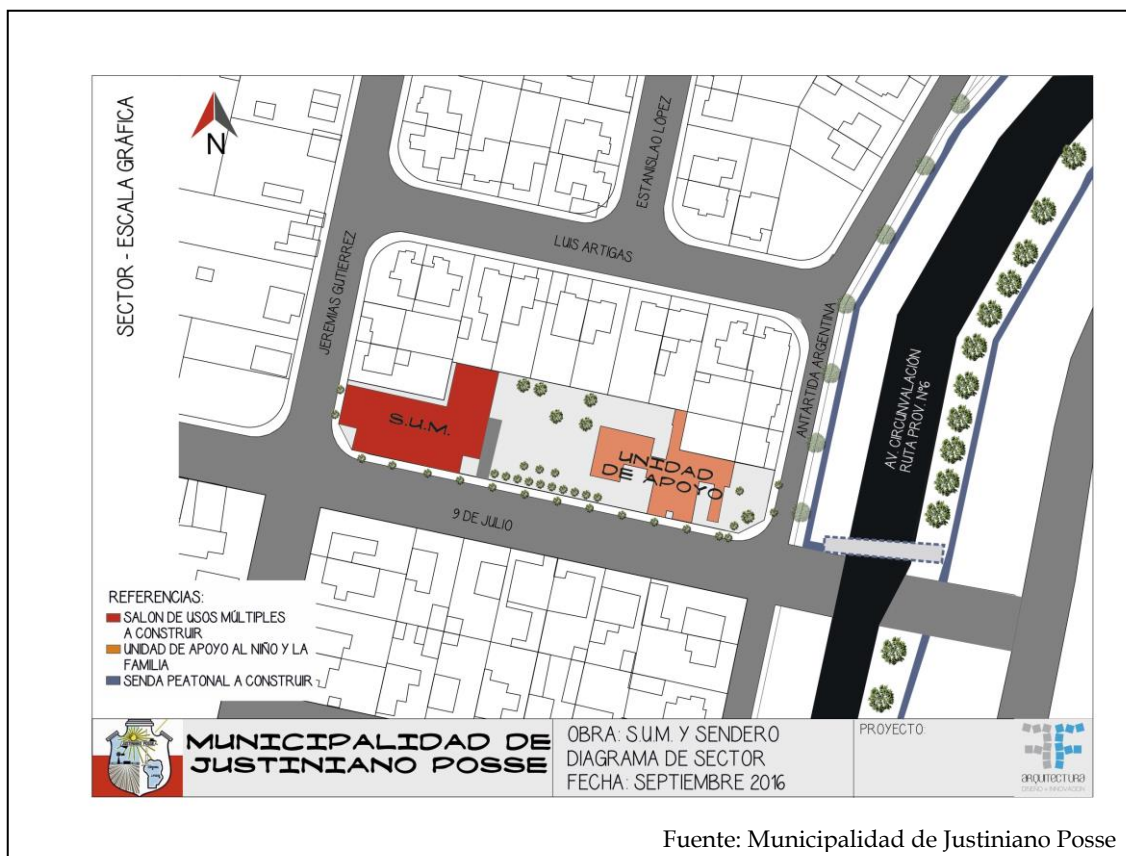 SECTOR - ESCALA GRÁFICA
N
JEREMIAS GUTIERREZ
ESTANISLAO LÓPEZ
LUIS ARTIGAS
ANTÁRTIDA ARGENTINA
AV. CIRCUNVALACIÓN
RUTA PROV. Nº6
S.U.M.
UNIDAD
DE APOYO
9 DE JULIO
REFERENCIAS:
SALON DE USOS MÚLTIPLES
A CONSTRUIR
UNIDAD DE APOYO AL NIÑO Y LA
FAMILIA
SENDA PEATONAL A CONSTRUIR
MUNICIPALIDAD DE
JUSTINIANO POSSE
OBRA: S.U.M. Y SENDERO
DIAGRAMA DE SECTOR
FECHA: SEPTIEMBRE 2016
PROYECTO:
ARQUITECTURA
DISEÑO + INNOVACIÓN
Fuente: Municipalidad de Justiniano Posse